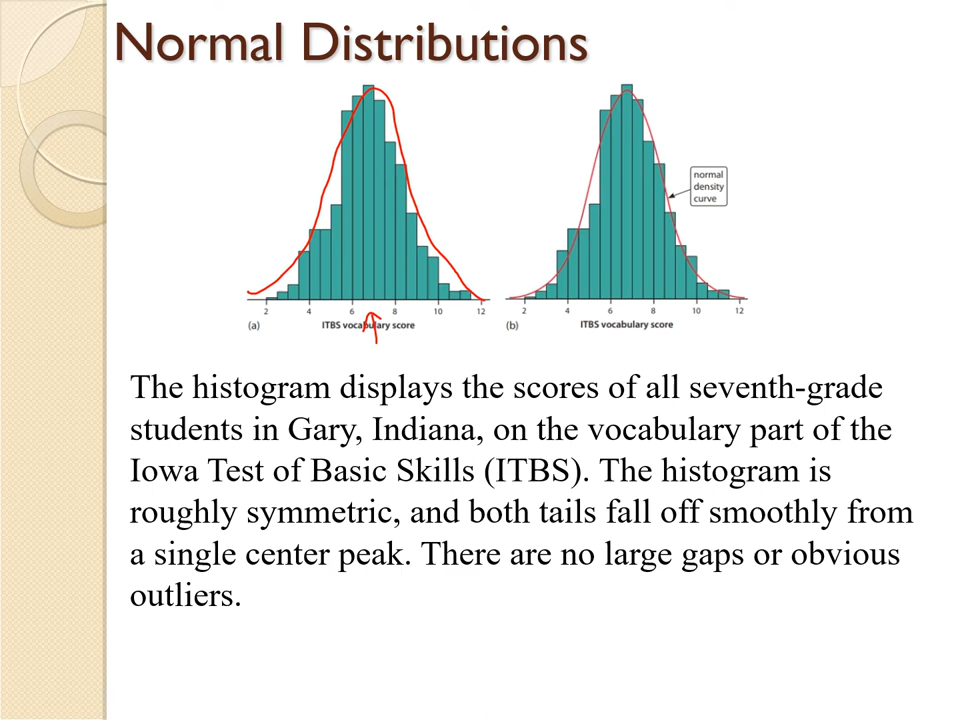 Normal Distributions
normal
density
curve
2 4 6 8 10 12
(a) ITBS vocabulary score
2 4 6 8 10 12
(b) ITBS vocabulary score
The histogram displays the scores of all seventh-grade
students in Gary, Indiana, on the vocabulary part of the
Iowa Test of Basic Skills (ITBS). The histogram is
roughly symmetric, and both tails fall off smoothly from
a single center peak. There are no large gaps or obvious
outliers.